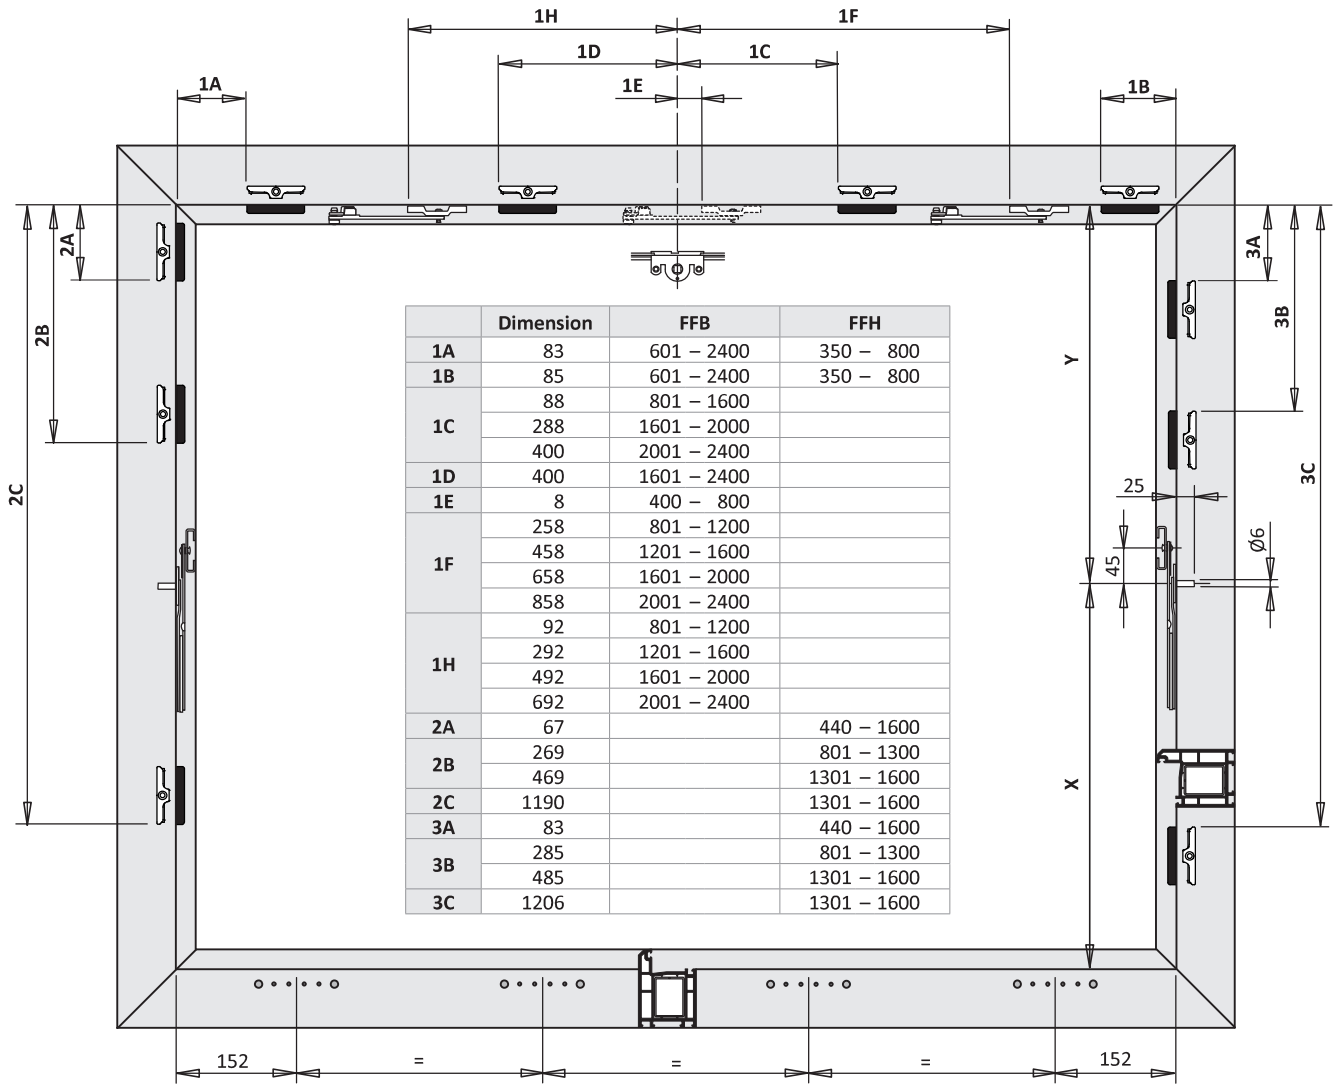 1H 1F
1D 1C
1E
1A 1B
2A 3A
2B 3B
Y
2C 3C
25
Ø6
45
X
Dimension FFB FFH
1A 83 601 – 2400 350 – 800
1B 85 601 – 2400 350 – 800
88 801 – 1600
1C 288 1601 – 2000
400 2001 – 2400
1D 400 1601 – 2400
1E 8 400 – 800
258 801 – 1200
458 1201 – 1600
1F
658 1601 – 2000
858 2001 – 2400
92 801 – 1200
292 1201 – 1600
1H
492 1601 – 2000
692 2001 – 2400
2A 67 440 – 1600
269 801 – 1300
2B
469 1301 – 1600
2C 1190 1301 – 1600
3A 83 440 – 1600
285 801 – 1300
3B
485 1301 – 1600
3C 1206 1301 – 1600
152 = = = 152